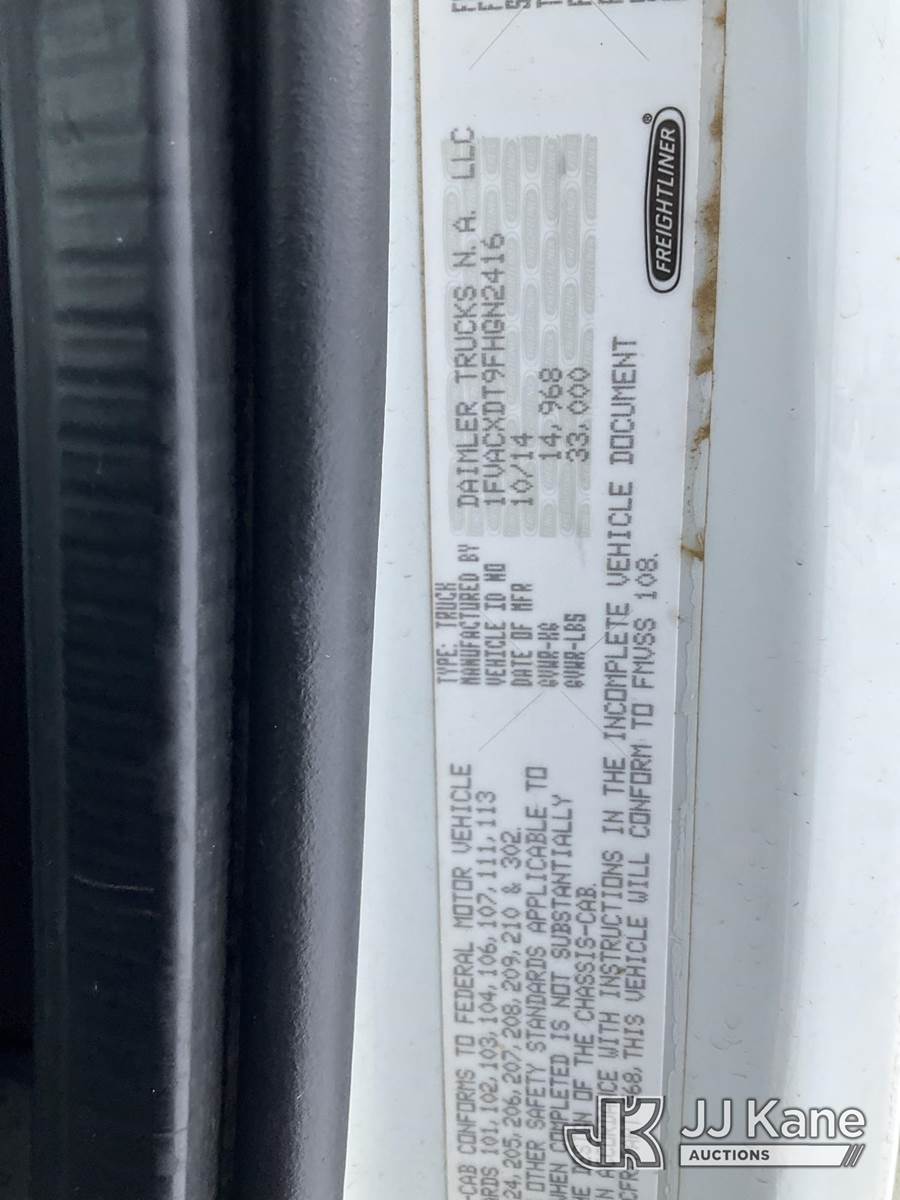 -CAB CONFORMS TO FEDERAL MOTOR VEHICLE
ARDS 101, 102, 103, 104, 106, 107, 111, 113
24, 205, 206, 207, 208, 209, 210 & 302.
OTHER SAFETY STANDARDS APPLICABLE TO
WHEN COMPLETED IS NOT SUBSTANTIALLY
OF THE CHASSIS-CAB.
WITH INSTRUCTIONS IN THE INCOMPLETE VEHICLE DOCUMENT
68, THIS VEHICLE WILL CONFORM TO FMVSS 108.
TYPE: TRUCK
MANUFACTURED BY DAIMLER TRUCKS N.A. LLC
VEHICLE ID NO 1FVACXDT9FHGN2416
DATE OF MFR 10/14
GVWR-KG 14,968
GVWR-LBS 33,000
FREIGHTLINER®
JK JJ Kane
AUCTIONS